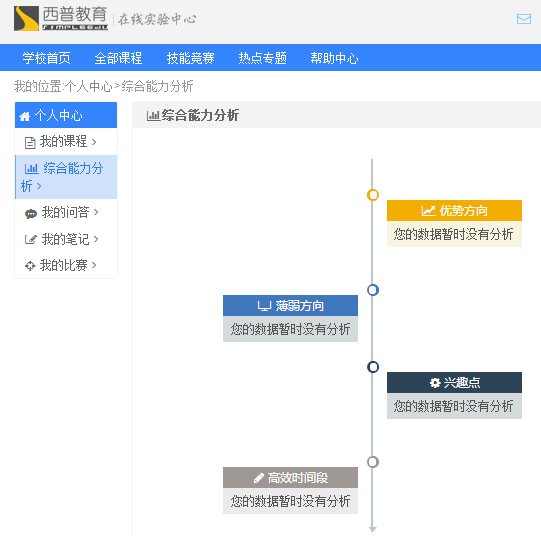 西普教育 | 在线实验中心
SIMPLEEDU
学校首页 全部课程 技能竞赛 热点专题 帮助中心
我的位置:个人中心>综合能力分析
个人中心
我的课程 >
综合能力分
析 >
我的问答 >
我的笔记 >
我的比赛 >
综合能力分析
优势方向
您的数据暂时没有分析
薄弱方向
您的数据暂时没有分析
兴趣点
您的数据暂时没有分析
高效时间段
您的数据暂时没有分析